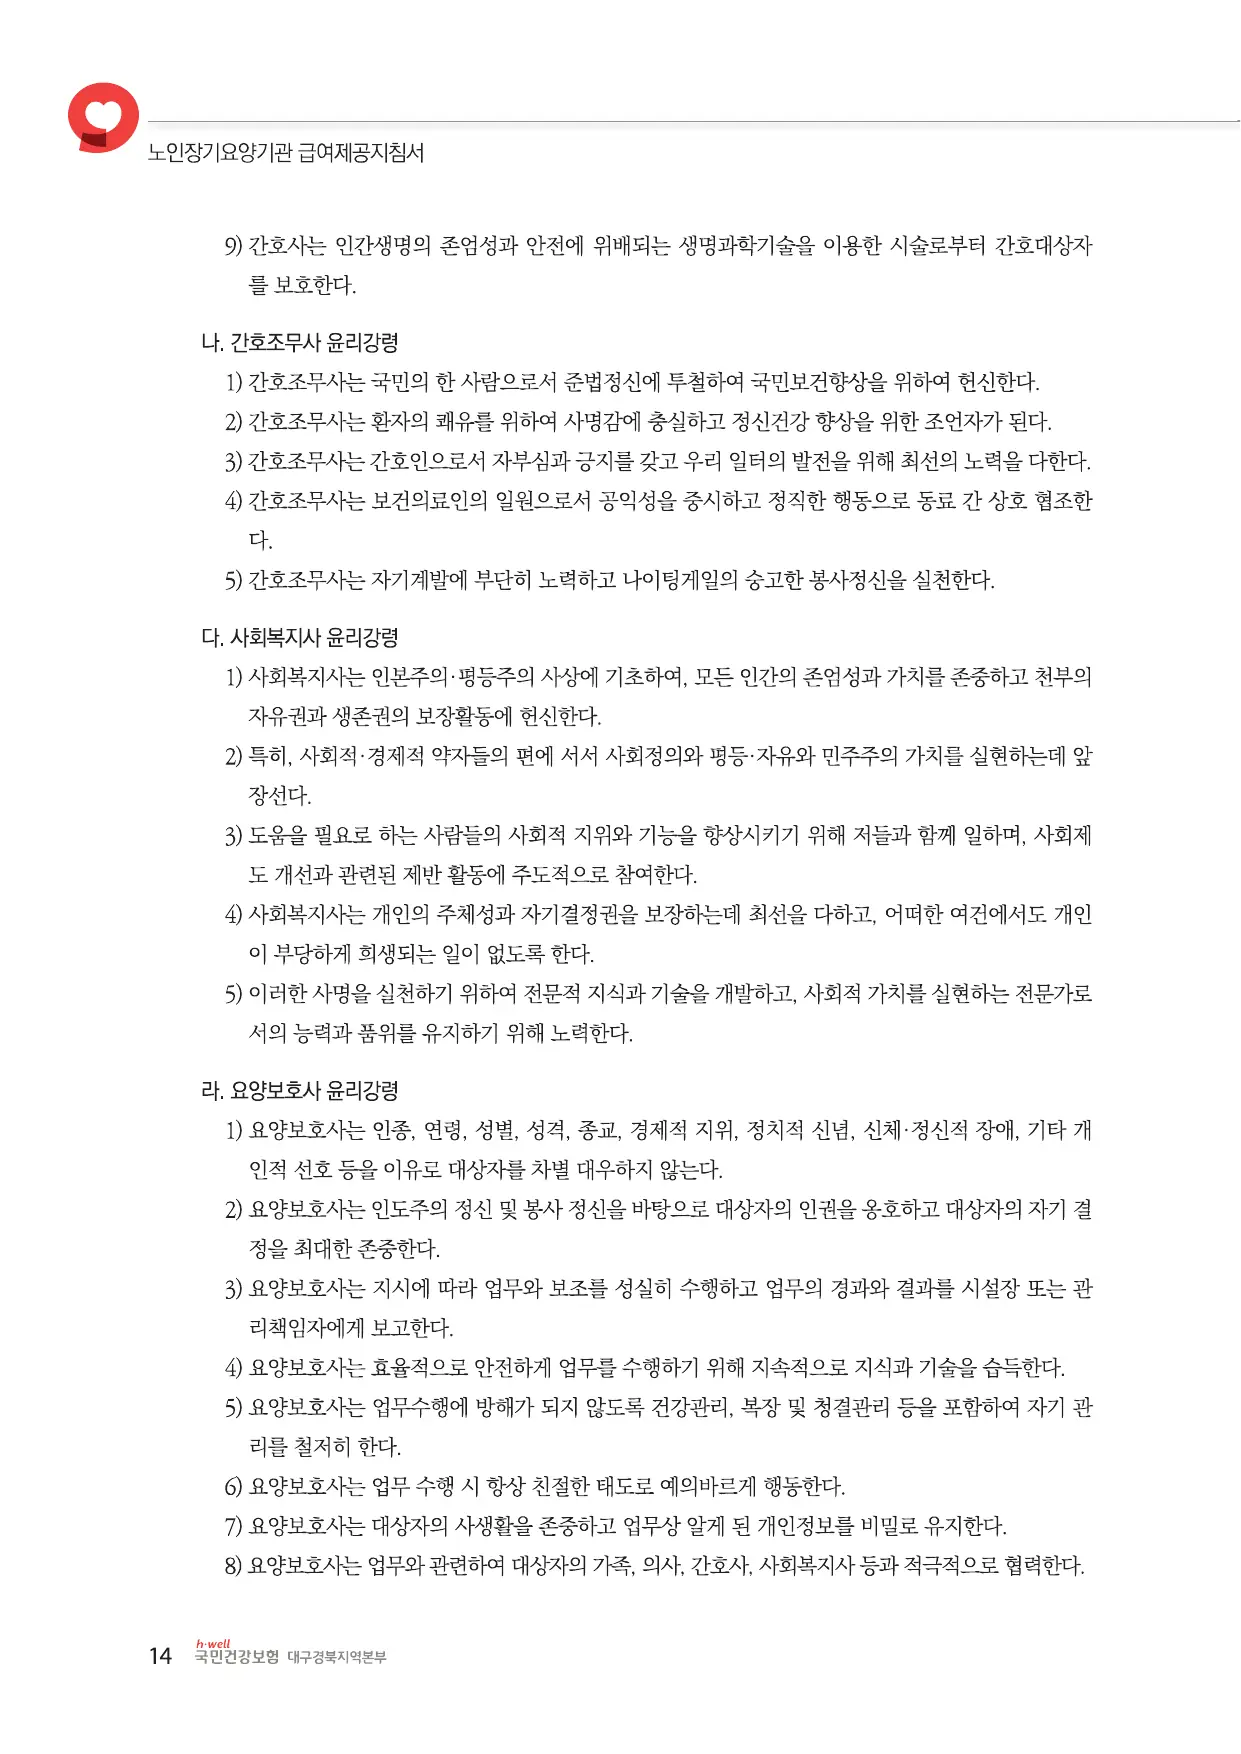 노인장기요양기관 급여제공지침서
9) 간호사는 인간생명의 존엄성과 안전에 위배되는 생명과학기술을 이용한 시술로부터 간호대상자
를 보호한다.
나. 간호조무사 윤리강령
1) 간호조무사는 국민의 한 사람으로서 준법정신에 투철하여 국민보건향상을 위하여 헌신한다.
2) 간호조무사는 환자의 쾌유를 위하여 사명감에 충실하고 정신건강 향상을 위한 조언자가 된다.
3) 간호조무사는 간호인으로서 자부심과 긍지를 갖고 우리 일터의 발전을 위해 최선의 노력을 다한다.
4) 간호조무사는 보건의료인의 일원으로서 공익성을 중시하고 정직한 행동으로 동료 간 상호 협조한
다.
5) 간호조무사는 자기계발에 부단히 노력하고 나이팅게일의 숭고한 봉사정신을 실천한다.
다. 사회복지사 윤리강령
1) 사회복지사는 인본주의·평등주의 사상에 기초하여, 모든 인간의 존엄성과 가치를 존중하고 천부의
자유권과 생존권의 보장활동에 헌신한다.
2) 특히, 사회적·경제적 약자들의 편에 서서 사회정의와 평등·자유와 민주주의 가치를 실현하는데 앞
장선다.
3) 도움을 필요로 하는 사람들의 사회적 지위와 기능을 향상시키기 위해 저들과 함께 일하며, 사회제
도 개선과 관련된 제반 활동에 주도적으로 참여한다.
4) 사회복지사는 개인의 주체성과 자기결정권을 보장하는데 최선을 다하고, 어떠한 여건에서도 개인
이 부당하게 희생되는 일이 없도록 한다.
5) 이러한 사명을 실천하기 위하여 전문적 지식과 기술을 개발하고, 사회적 가치를 실현하는 전문가로
서의 능력과 품위를 유지하기 위해 노력한다.
라. 요양보호사 윤리강령
1) 요양보호사는 인종, 연령, 성별, 성격, 종교, 경제적 지위, 정치적 신념, 신체·정신적 장애, 기타 개
인적 선호 등을 이유로 대상자를 차별 대우하지 않는다.
2) 요양보호사는 인도주의 정신 및 봉사 정신을 바탕으로 대상자의 인권을 옹호하고 대상자의 자기 결
정을 최대한 존중한다.
3) 요양보호사는 지시에 따라 업무와 보조를 성실히 수행하고 업무의 경과와 결과를 시설장 또는 관
리책임자에게 보고한다.
4) 요양보호사는 효율적으로 안전하게 업무를 수행하기 위해 지속적으로 지식과 기술을 습득한다.
5) 요양보호사는 업무수행에 방해가 되지 않도록 건강관리, 복장 및 청결관리 등을 포함하여 자기 관
리를 철저히 한다.
6) 요양보호사는 업무 수행 시 항상 친절한 태도로 예의바르게 행동한다.
7) 요양보호사는 대상자의 사생활을 존중하고 업무상 알게 된 개인정보를 비밀로 유지한다.
8) 요양보호사는 업무와 관련하여 대상자의 가족, 의사, 간호사, 사회복지사 등과 적극적으로 협력한다.
h·well
14 국민건강보험 대구경북지역본부